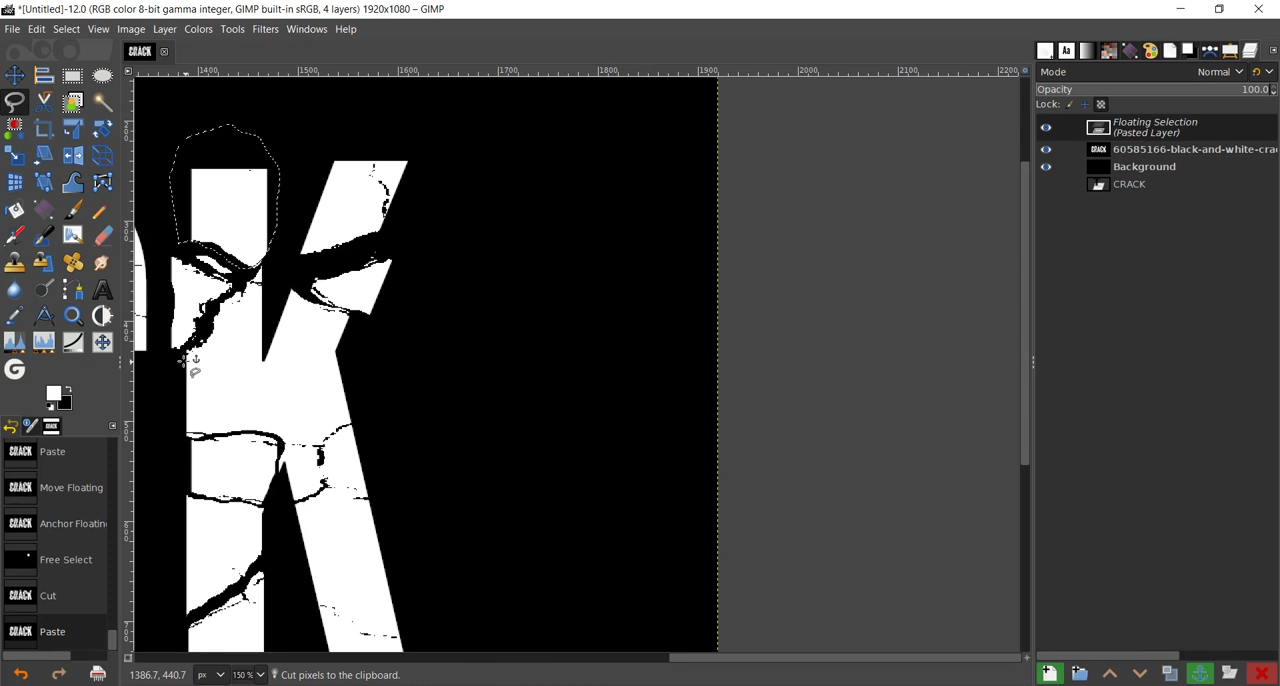 *[Untitled]-12.0 (RGB color 8-bit gamma integer, GIMP built-in sRGB, 4 layers) 1920x1080 – GIMP
File Edit Select View Image Layer Colors Tools Filters Windows Help
CRACK
1400 1500 1600 1700 1800 1900 2000 2100 2200
Mode Normal
Opacity 100.0
Lock:
Floating Selection
(Pasted Layer)
60585166-black-and-white-cra
Background
CRACK
Paste
Move Floating
Anchor Floatin
Free Select
Cut
Paste
1386.7, 440.7 px 150 % Cut pixels to the clipboard.